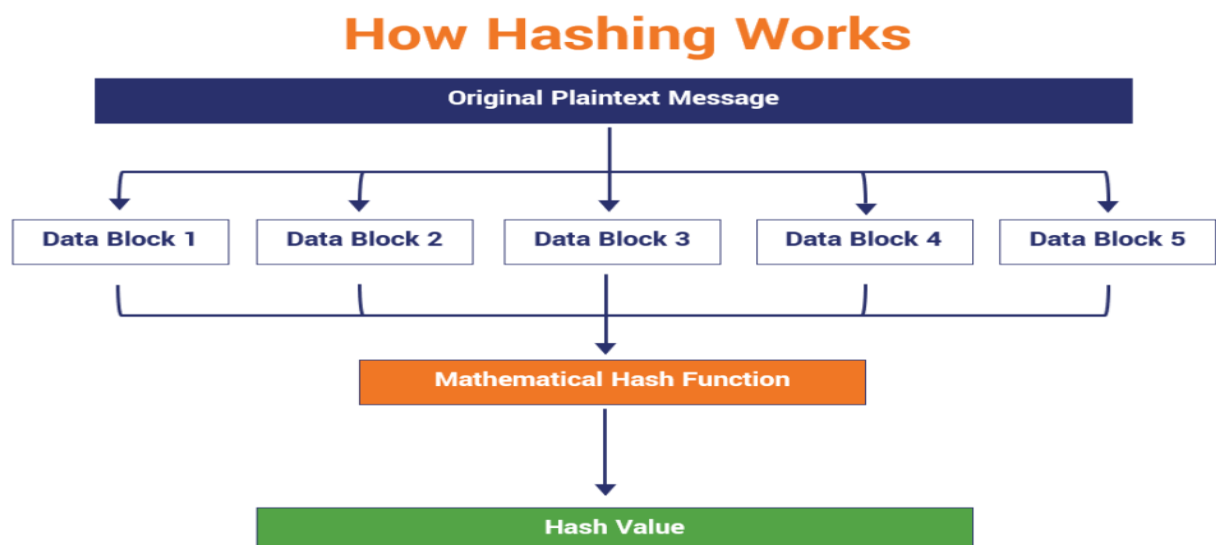 How Hashing Works
Original Plaintext Message
Data Block 1
Data Block 2
Data Block 3
Data Block 4
Data Block 5
Mathematical Hash Function
Hash Value